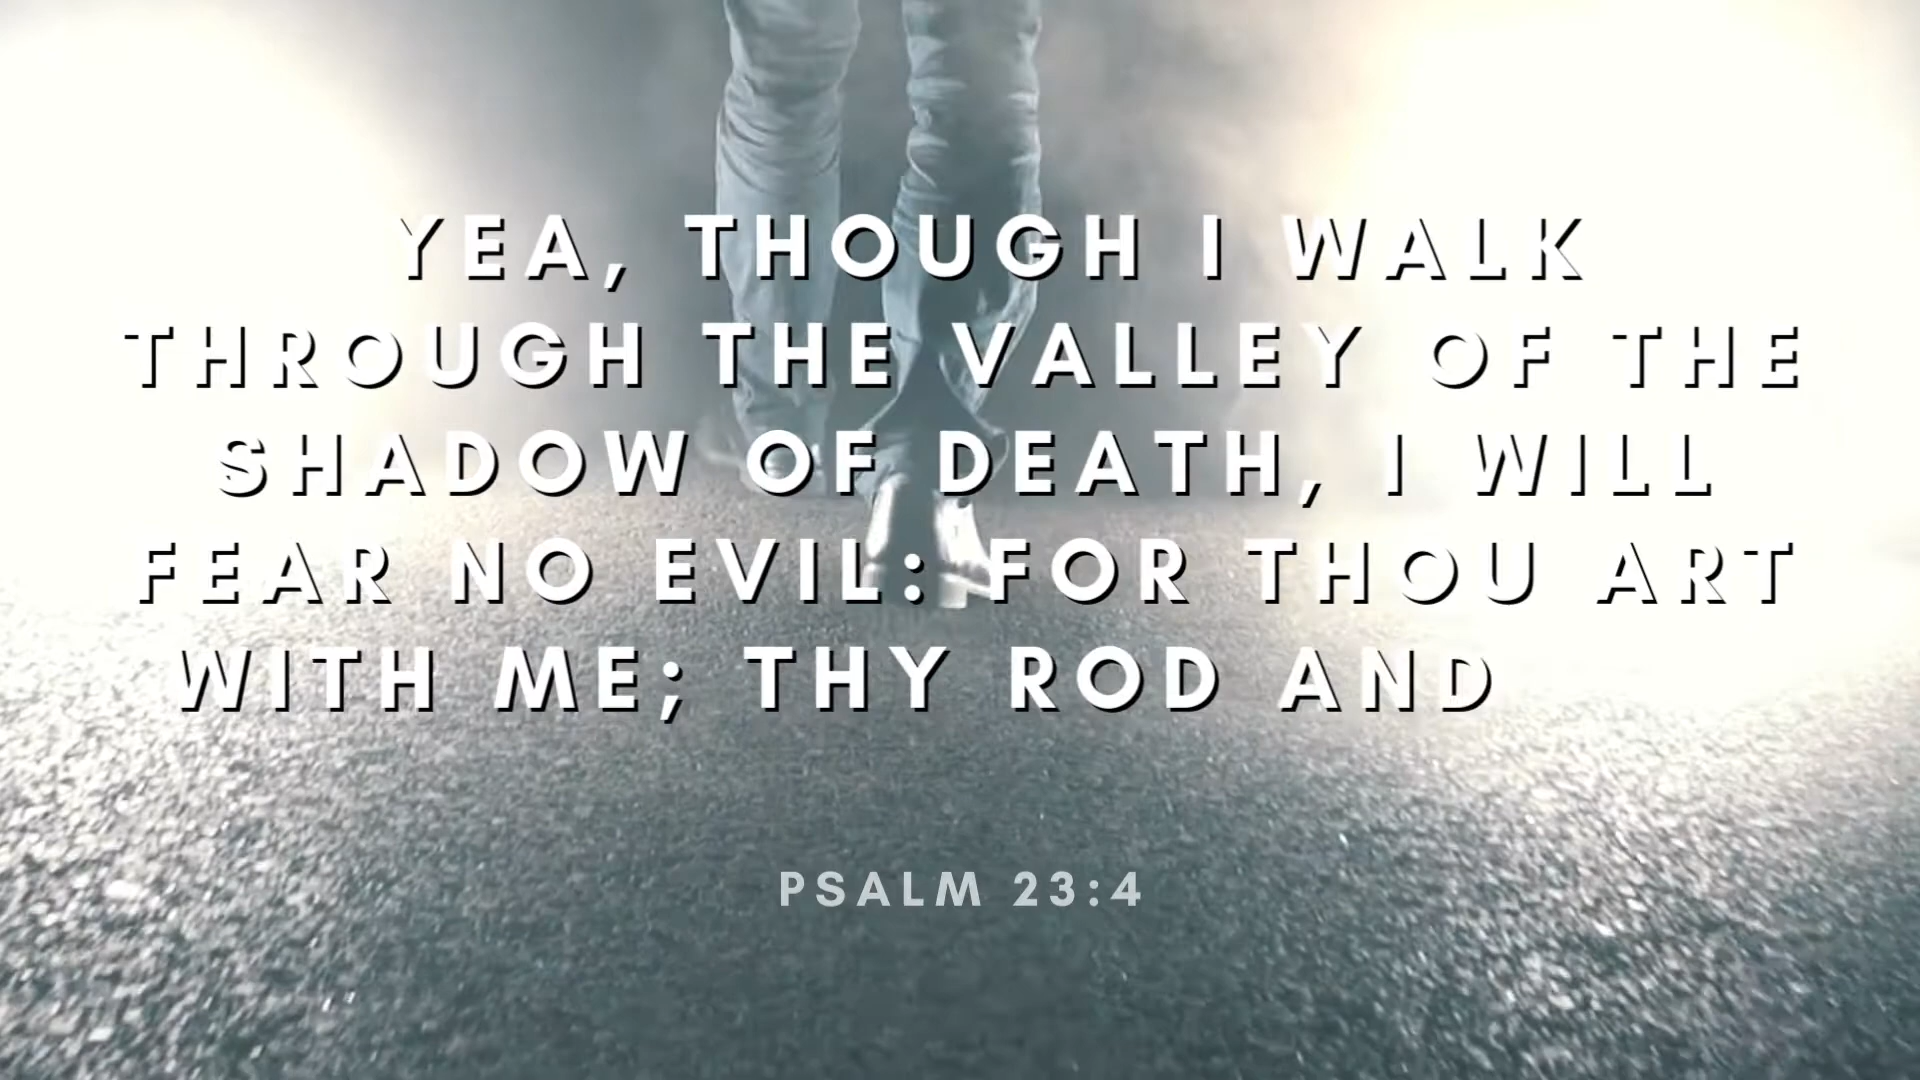 YEA, THOUGH I WALK
THROUGH THE VALLEY OF THE
SHADOW OF DEATH, I WILL
FEAR NO EVIL: FOR THOU ART
WITH ME; THY ROD AND
PSALM 23:4